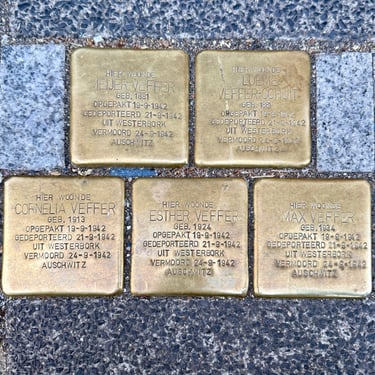 HIER WOONDE
VEFFER
GEB. 1881
OPGEPAKT 19-9-1942
GEDEPORTEERD 21-9-1942
UIT WESTERBORK
VERMOORD 24-9-1942
AUSCHWITZ
HIER WOONDE
GEB. 188
OPGEPAKT 19-9-1942
GEDEPORTEERD 21-9-1942
UIT WESTERBORK
VERMOORD 24-9-1942
AUSCHWITZ
HIER WOONDE
CORNELIA VEFFER
GEB. 1913
OPGEPAKT 19-9-1942
GEDEPORTEERD 21-9-1942
UIT WESTERBORK
VERMOORD 24-9-1942
AUSCHWITZ
HIER WOONDE
ESTHER VEFFER
GEB. 1924
OPGEPAKT 19-9-1942
GEDEPORTEERD 21-9-1942
UIT WESTERBORK
VERMOORD 24-9-1942
AUSCHWITZ
HIER WOONDE
MAX VEFFER
GEB. 1934
OPGEPAKT 19-9-1942
GEDEPORTEERD 21-9-1942
UIT WESTERBORK
VERMOORD 24-9-1942
AUSCHWITZ